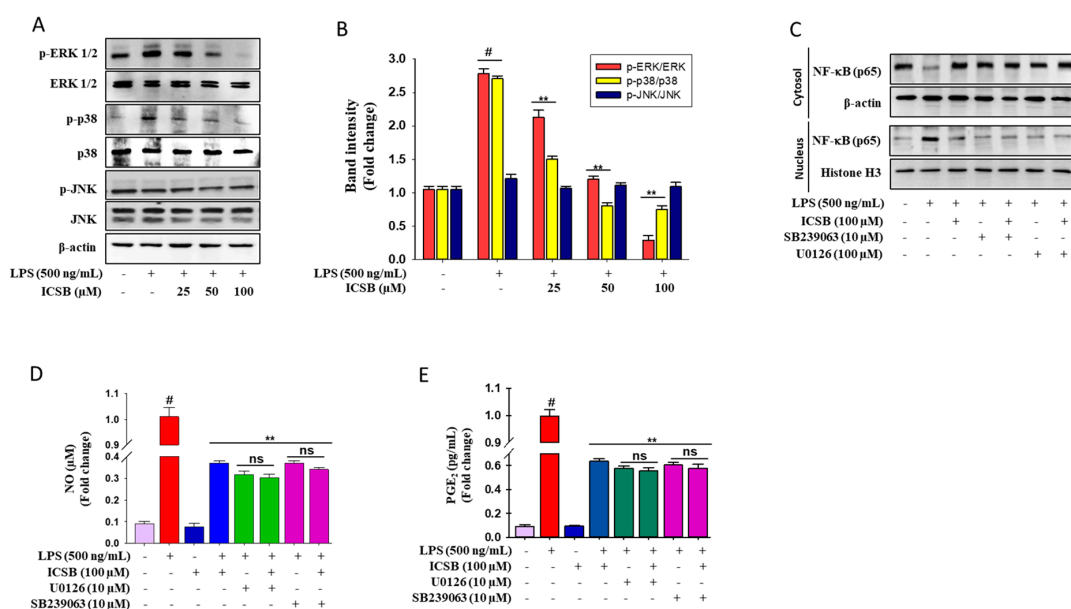 A
p-ERK 1/2
ERK 1/2
p-p38
p38
p-JNK
JNK
β-actin
LPS (500 ng/mL) - + + + +
ICSB (μM) - - 25 50 100
B
Band intensity
(Fold change)
3.0
2.5
2.0
1.5
1.0
0.5
0.0
#
**
**
**
p-ERK/ERK
p-p38/p38
p-JNK/JNK
LPS (500 ng/mL) - + + + +
ICSB (μM) - - 25 50 100
C
Cytosol
NF-κB (p65)
β-actin
Nucleus
NF-κB (p65)
Histone H3
LPS (500 ng/mL) - + + + + + +
ICSB (100 μM) - - + - + - +
SB239063 (10 μM) - - - + + - -
U0126 (100 μM) - - - - - + +
D
NO (μM)
(Fold change)
1.1
1.0
0.9
0.4
0.3
0.2
0.1
0.0
#
**
ns
ns
LPS (500 ng/mL) - + - + + + + +
ICSB (100 μM) - - + + - + - +
U0126 (10 μM) - - - - + + - -
SB239063 (10 μM) - - - - - - + +
E
PGE₂ (pg/mL)
(Fold change)
1.1
1.0
0.9
0.6
0.4
0.2
0.0
#
**
ns
ns
LPS (500 ng/mL) - + - + + + + +
ICSB (100 μM) - - + + - + - +
U0126 (10 μM) - - - - + + - -
SB239063 (10 μM) - - - - - - + +